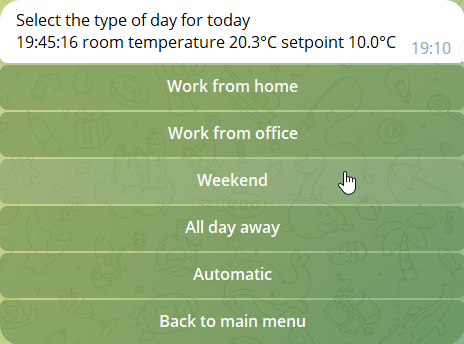 Select the type of day for today
19:45:16 room temperature 20.3°C setpoint 10.0°C
19:10
Work from home
Work from office
Weekend
All day away
Automatic
Back to main menu